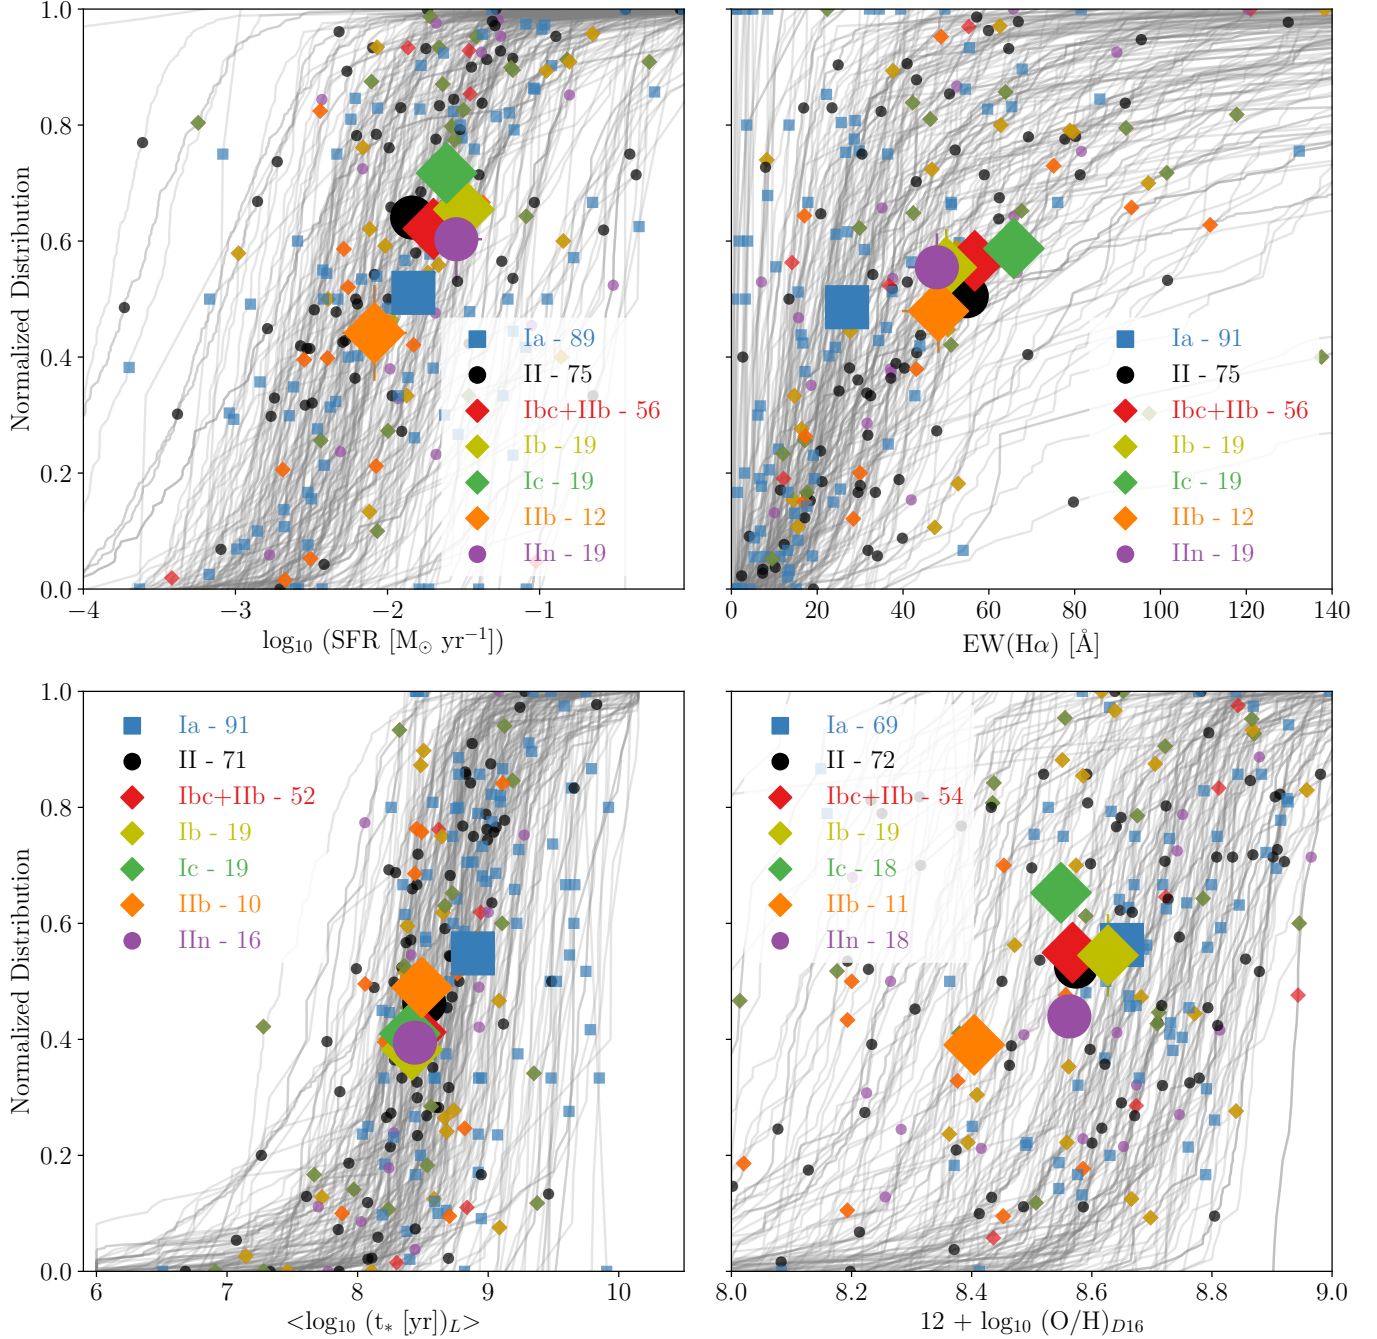 1.0
0.8
0.6
0.4
0.2
0.0
Normalized Distribution
Ia - 89
II - 75
Ibc+IIb - 56
Ib - 19
Ic - 19
IIb - 12
IIn - 19
−4 −3 −2 −1
log₁₀ (SFR [M⊙ yr⁻¹])
Ia - 91
II - 75
Ibc+IIb - 56
Ib - 19
Ic - 19
IIb - 12
IIn - 19
0 20 40 60 80 100 120 140
EW(Hα) [Å]
1.0
0.8
0.6
0.4
0.2
0.0
Normalized Distribution
Ia - 91
II - 71
Ibc+IIb - 52
Ib - 19
Ic - 19
IIb - 10
IIn - 16
6 7 8 9 10
<log₁₀ (t* [yr])L>
Ia - 69
II - 72
Ibc+IIb - 54
Ib - 19
Ic - 18
IIb - 11
IIn - 18
8.0 8.2 8.4 8.6 8.8 9.0
12 + log₁₀ (O/H)D16